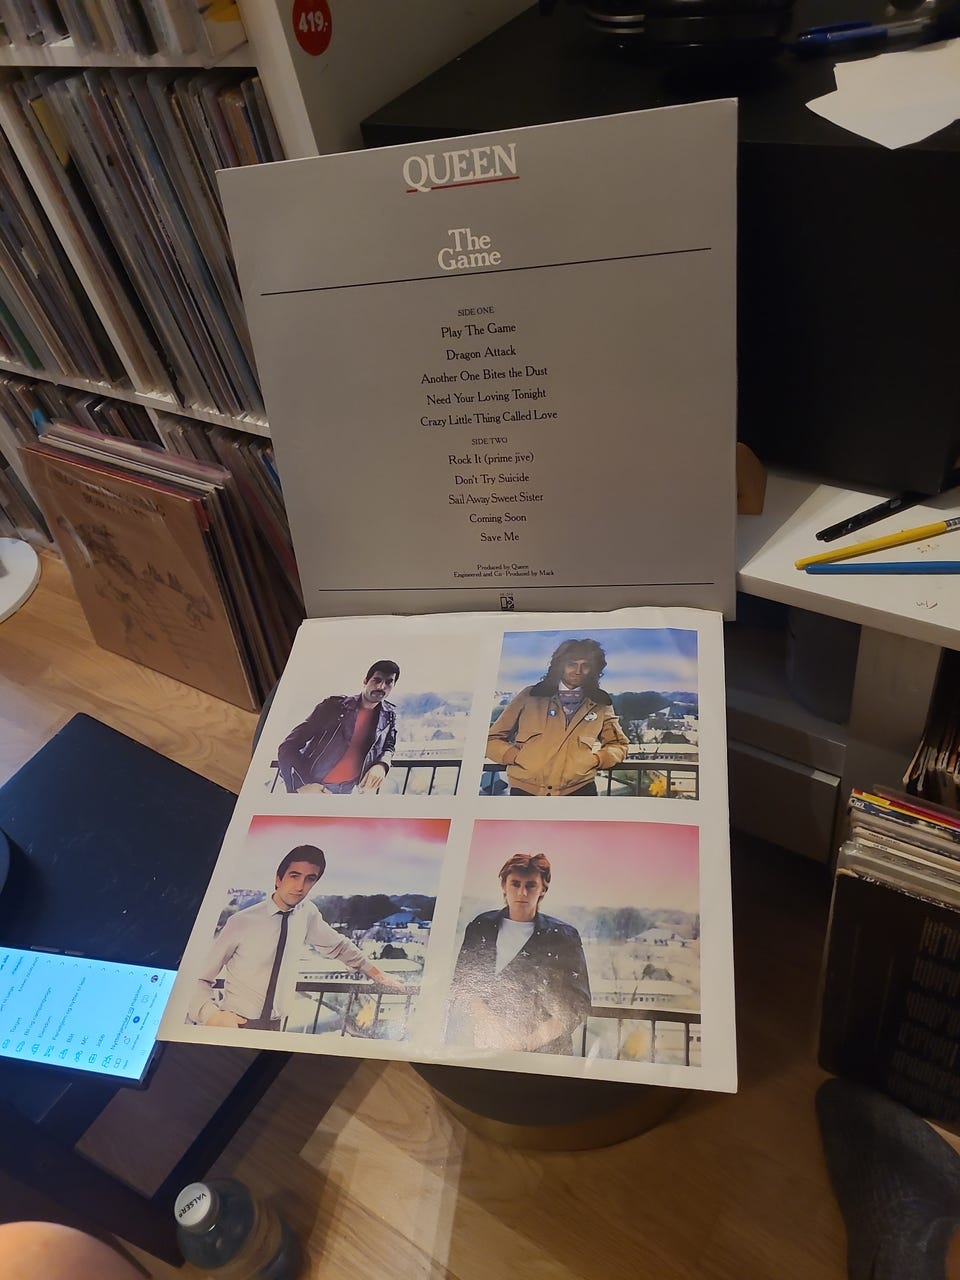 419,-
QUEEN
The
Game
SIDE ONE
Play The Game
Dragon Attack
Another One Bites the Dust
Need Your Loving Tonight
Crazy Little Thing Called Love
SIDE TWO
Rock It (prime jive)
Don't Try Suicide
Sail Away Sweet Sister
Coming Soon
Save Me
Produced by Queen
Engineered and Co-Produced by Mack
VALSER®